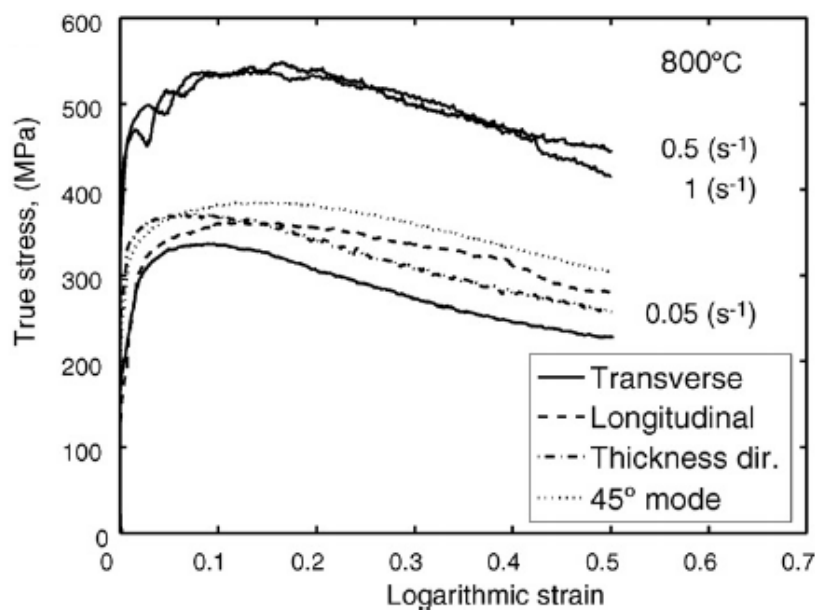 600
500
400
300
200
100
0
True stress, (MPa)
800°C
0.5 (s-1)
1 (s-1)
0.05 (s-1)
Transverse
Longitudinal
Thickness dir.
45° mode
0 0.1 0.2 0.3 0.4 0.5 0.6 0.7
Logarithmic strain